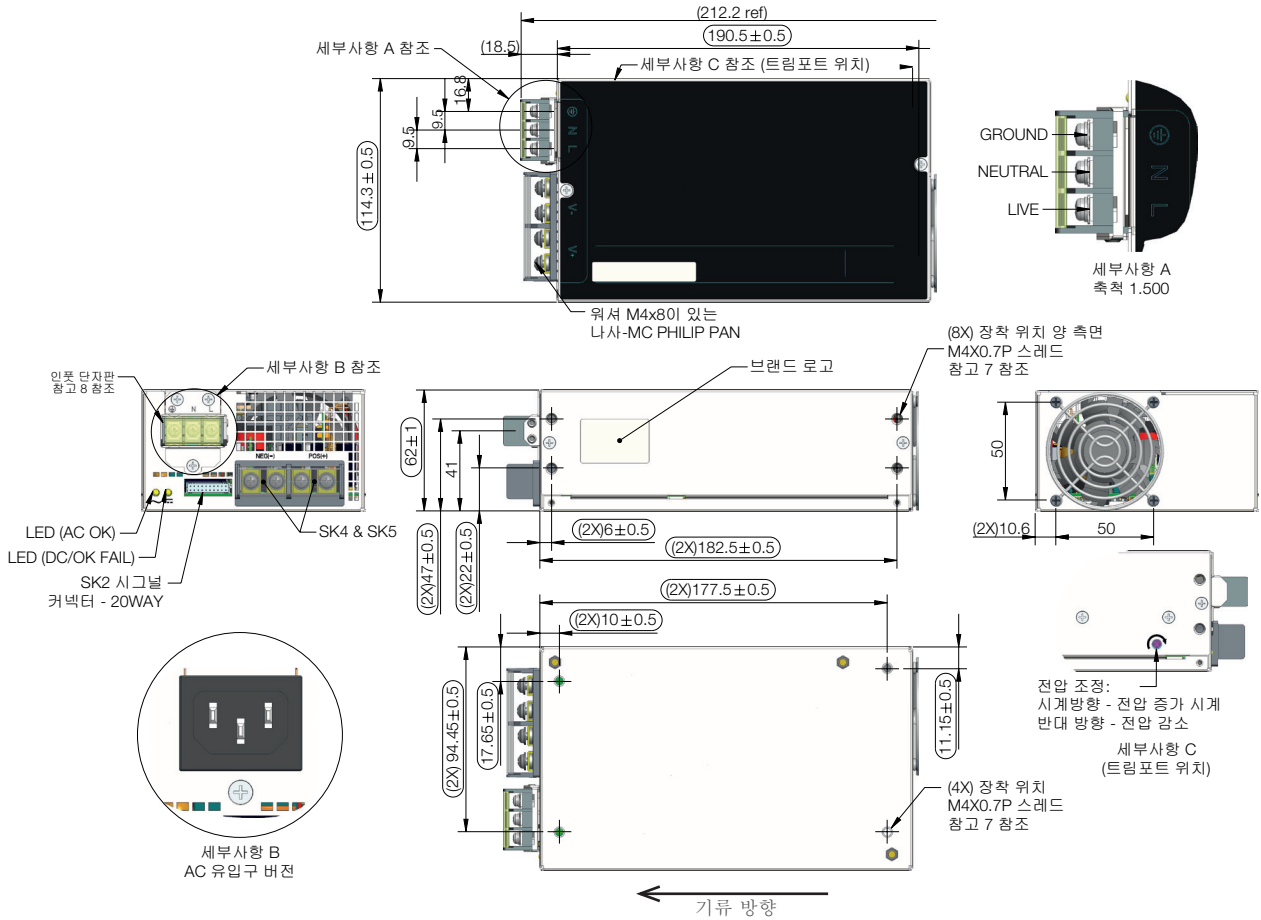 (212.2 ref)
(18.5)
190.5±0.5
세부사항 A 참조
세부사항 C 참조 (트림포트 위치)
16.8
9.5
9.5
114.3±0.5
N
L
V-
V+
워셔 M4x8이 있는
나사-MC PHILIP PAN
GROUND
NEUTRAL
LIVE
N
L
세부사항 A
축척 1.500
인풋 단자판
참고 8 참조
세부사항 B 참조
N
L
NEG(-)
POS(+)
LED (AC OK)
LED (DC/OK FAIL)
SK2 시그널
커넥터 - 20WAY
SK4 & SK5
브랜드 로고
(8X) 장착 위치 양 측면
M4X0.7P 스레드
참고 7 참조
62±1
41
(2X)47±0.5
(2X)22±0.5
(2X)6±0.5
(2X)182.5±0.5
50
(2X)10.6
50
전압 조정:
시계방향 - 전압 증가 시계
반대 방향 - 전압 감소
세부사항 C
(트림포트 위치)
세부사항 B
AC 유입구 버전
(2X)177.5±0.5
(2X)10±0.5
(2X) 94.45±0.5
17.65±0.5
11.15±0.5
(4X) 장착 위치
M4X0.7P 스레드
참고 7 참조
기류 방향